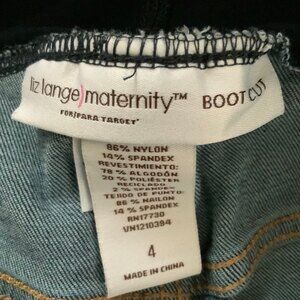 liz lange)maternity™ BOOT CUT
FOR/PARA TARGET®
86% NYLON
14% SPANDEX
REVESTIMIENTO:
78 % ALGODÓN
20 % POLIÉSTER
RECICLADO
2 % SPANDEX
TEJIDO DE PUNTO:
86 % NAILON
14 % SPANDEX
RN17730
VN1210394
4
MADE IN CHINA